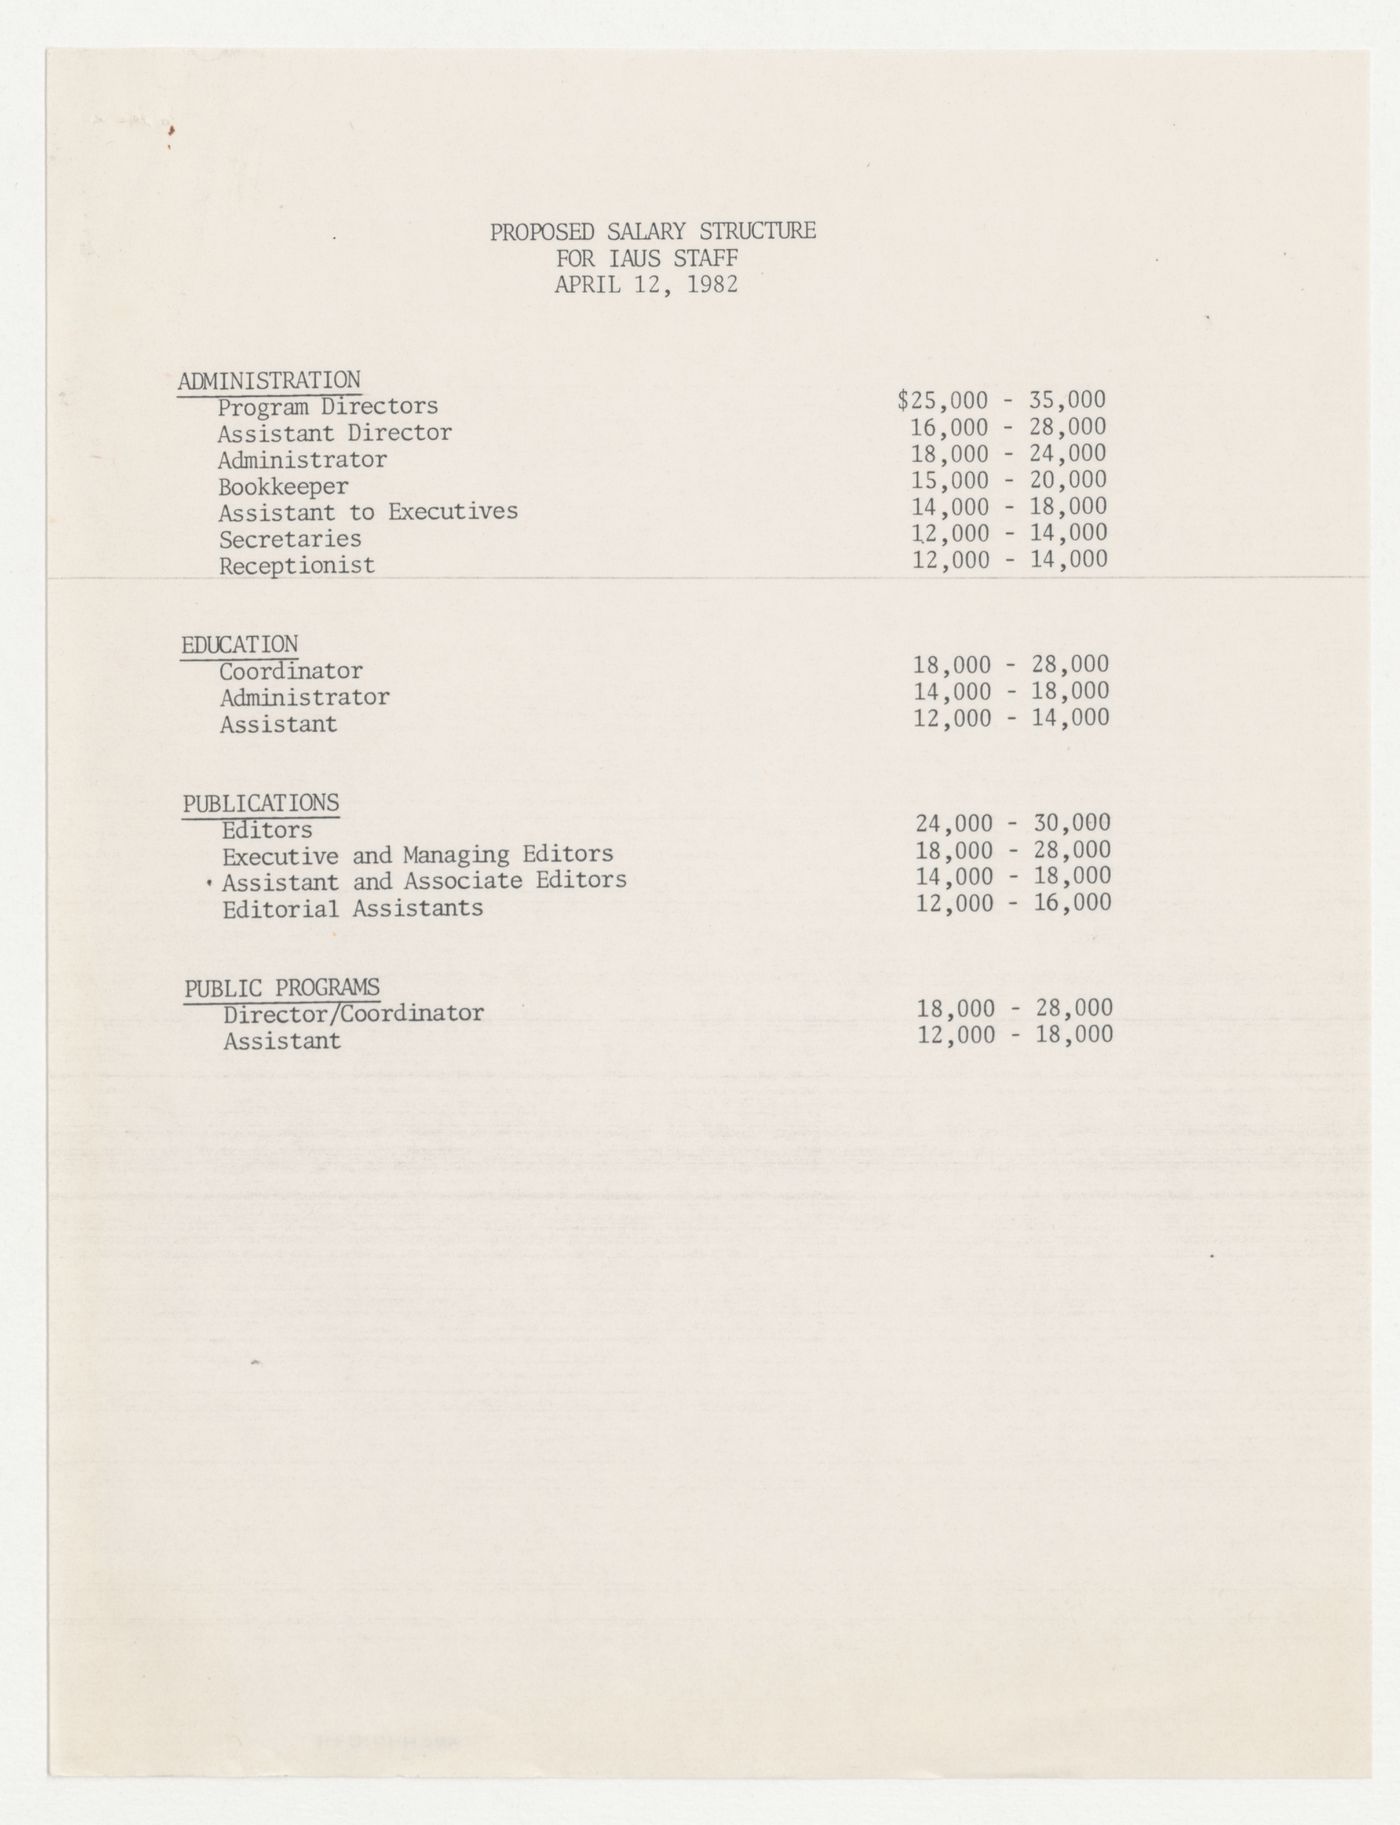 PROPOSED SALARY STRUCTURE
FOR IAUS STAFF
APRIL 12, 1982
ADMINISTRATION
Program Directors $25,000 - 35,000
Assistant Director 16,000 - 28,000
Administrator 18,000 - 24,000
Bookkeeper 15,000 - 20,000
Assistant to Executives 14,000 - 18,000
Secretaries 12,000 - 14,000
Receptionist 12,000 - 14,000
EDUCATION
Coordinator 18,000 - 28,000
Administrator 14,000 - 18,000
Assistant 12,000 - 14,000
PUBLICATIONS
Editors 24,000 - 30,000
Executive and Managing Editors 18,000 - 28,000
Assistant and Associate Editors 14,000 - 18,000
Editorial Assistants 12,000 - 16,000
PUBLIC PROGRAMS
Director/Coordinator 18,000 - 28,000
Assistant 12,000 - 18,000